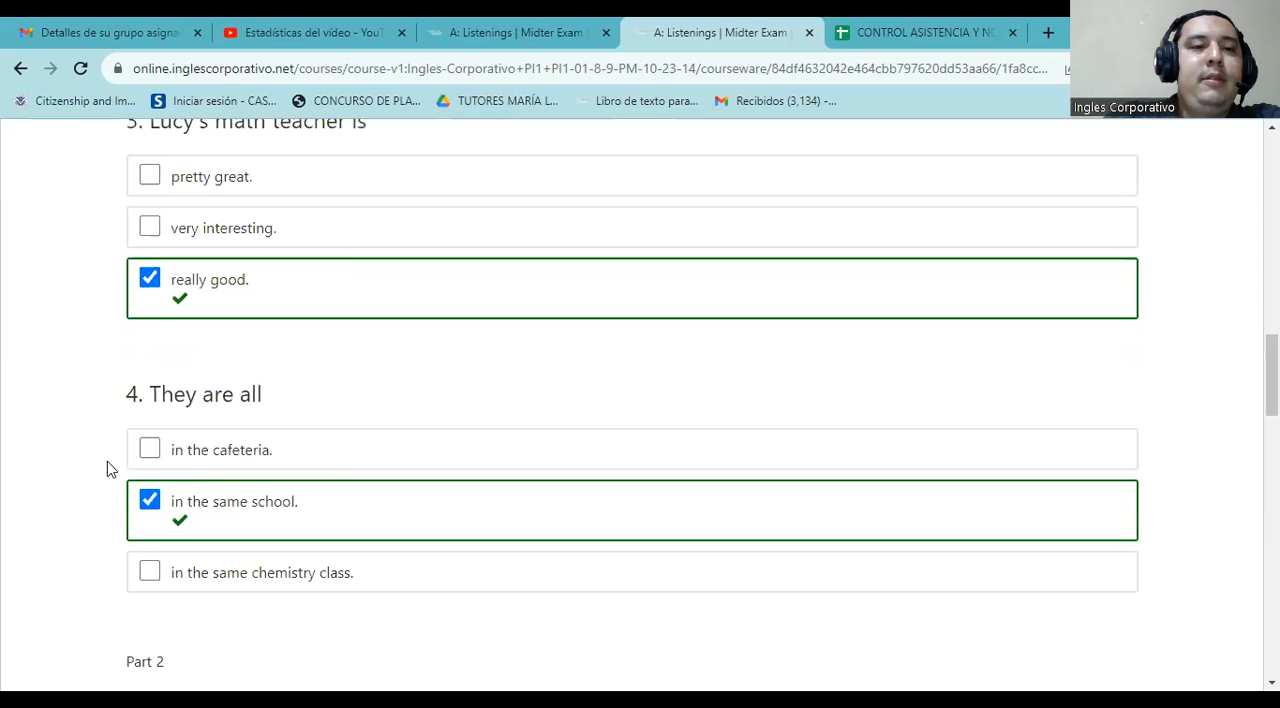 Detalles de su grupo asigna
Estadísticas del vídeo - YouT
A: Listenings | Midter Exam
A: Listenings | Midter Exam
CONTROL ASISTENCIA Y NO
online.inglescorporativo.net/courses/course-v1:Ingles-Corporativo+PI1+PI1-01-8-9-PM-10-23-14/courseware/84df4632042e464cbb797620dd53aa66/1fa8cc...
Citizenship and Im...
Iniciar sesión - CAS...
CONCURSO DE PLA...
TUTORES MARÍA L...
Libro de texto para...
Recibidos (3,134) -...
Ingles Corporativo
3. Lucy's math teacher is
pretty great.
very interesting.
really good.
4. They are all
in the cafeteria.
in the same school.
in the same chemistry class.
Part 2